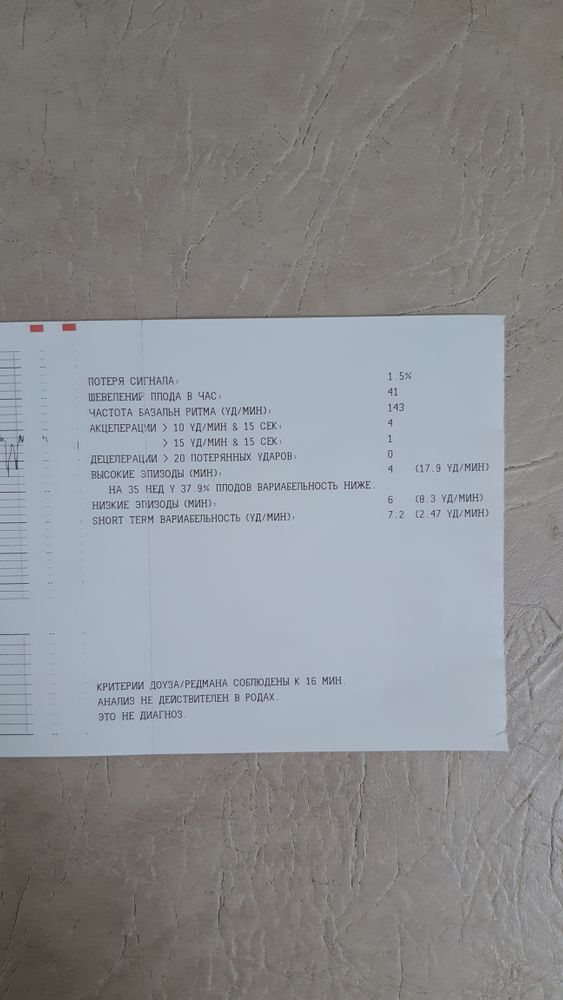 ПОТЕРЯ СИГНАЛА: 1.5%
ШЕВЕЛЕНИЙ ПЛОДА В ЧАС: 41
ЧАСТОТА БАЗАЛЬН РИТМА (УД/МИН): 143
АКЦЕЛЕРАЦИИ > 10 УД/МИН & 15 СЕК: 4
> 15 УД/МИН & 15 СЕК: 1
ДЕЦЕЛЕРАЦИИ > 20 ПОТЕРЯННЫХ УДАРОВ: 0
ВЫСОКИЕ ЭПИЗОДЫ (МИН): 4 (17.9 УД/МИН)
НА 35 НЕД У 37.9% ПЛОДОВ ВАРИАБЕЛЬНОСТЬ НИЖЕ.
НИЗКИЕ ЭПИЗОДЫ (МИН): 6 (8.3 УД/МИН)
SHORT TERM ВАРИАБЕЛЬНОСТЬ (УД/МИН): 7.2 (2.47 УД/МИН)
КРИТЕРИИ ДОУЗА/РЕДМАНА СОБЛЮДЕНЫ К 16 МИН.
АНАЛИЗ НЕ ДЕЙСТВИТЕЛЕН В РОДАХ.
ЭТО НЕ ДИАГНОЗ.